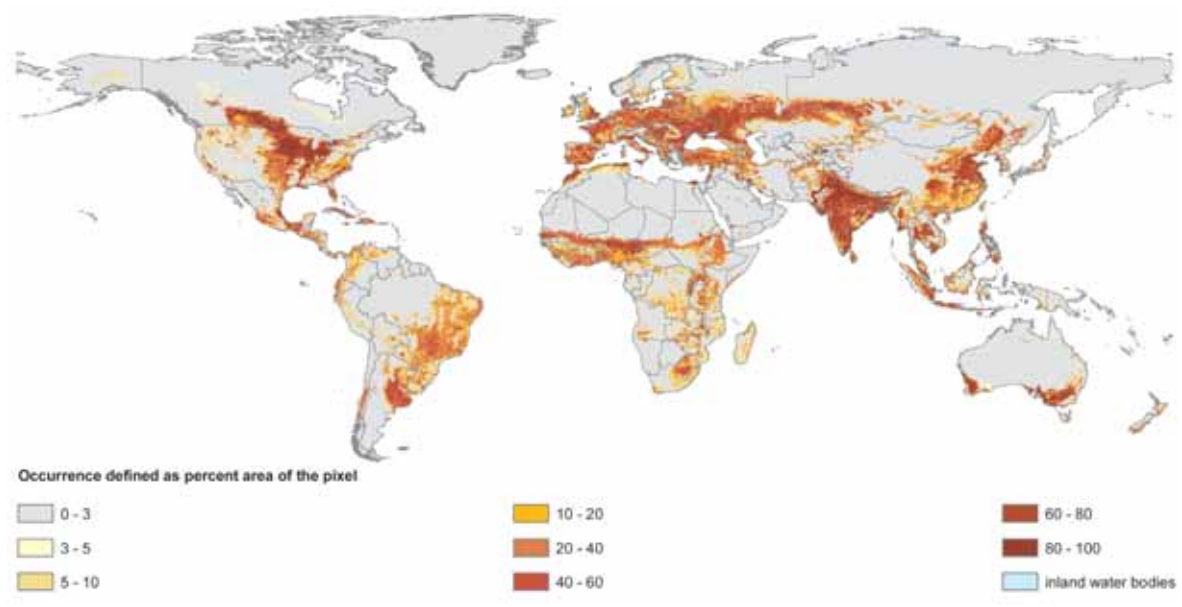 Occurrence defined as percent area of the pixel
0 - 3
3 - 5
5 - 10
10 - 20
20 - 40
40 - 60
60 - 80
80 - 100
inland water bodies